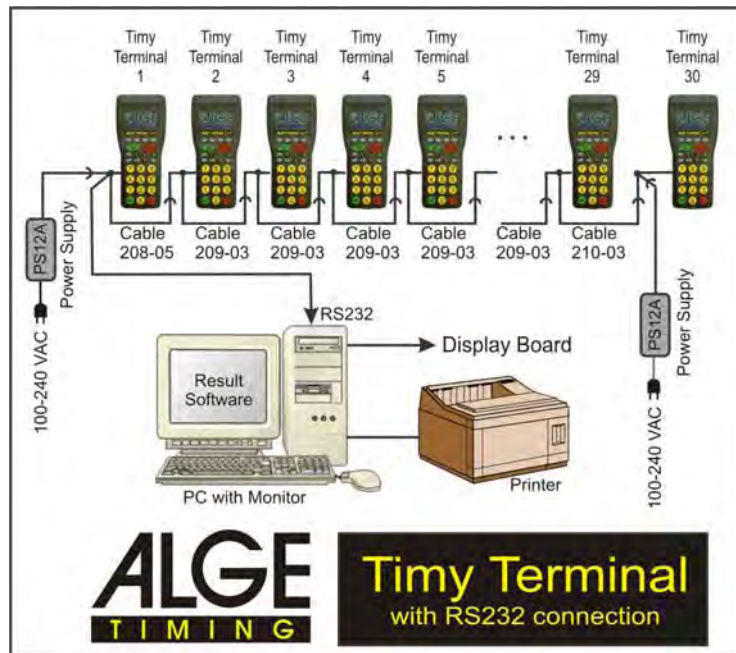 Timy
Terminal
1
Timy
Terminal
2
Timy
Terminal
3
Timy
Terminal
4
Timy
Terminal
5
Timy
Terminal
29
Timy
Terminal
30
...
Cable
208-05
Cable
209-03
Cable
209-03
Cable
209-03
Cable
209-03
Cable
209-03
Cable
210-03
PS12A
Power Supply
100-240 VAC
RS232
Display Board
Result
Software
PC with Monitor
Printer
PS12A
Power Supply
100-240 VAC
ALGE
TIMING
Timy Terminal
with RS232 connection